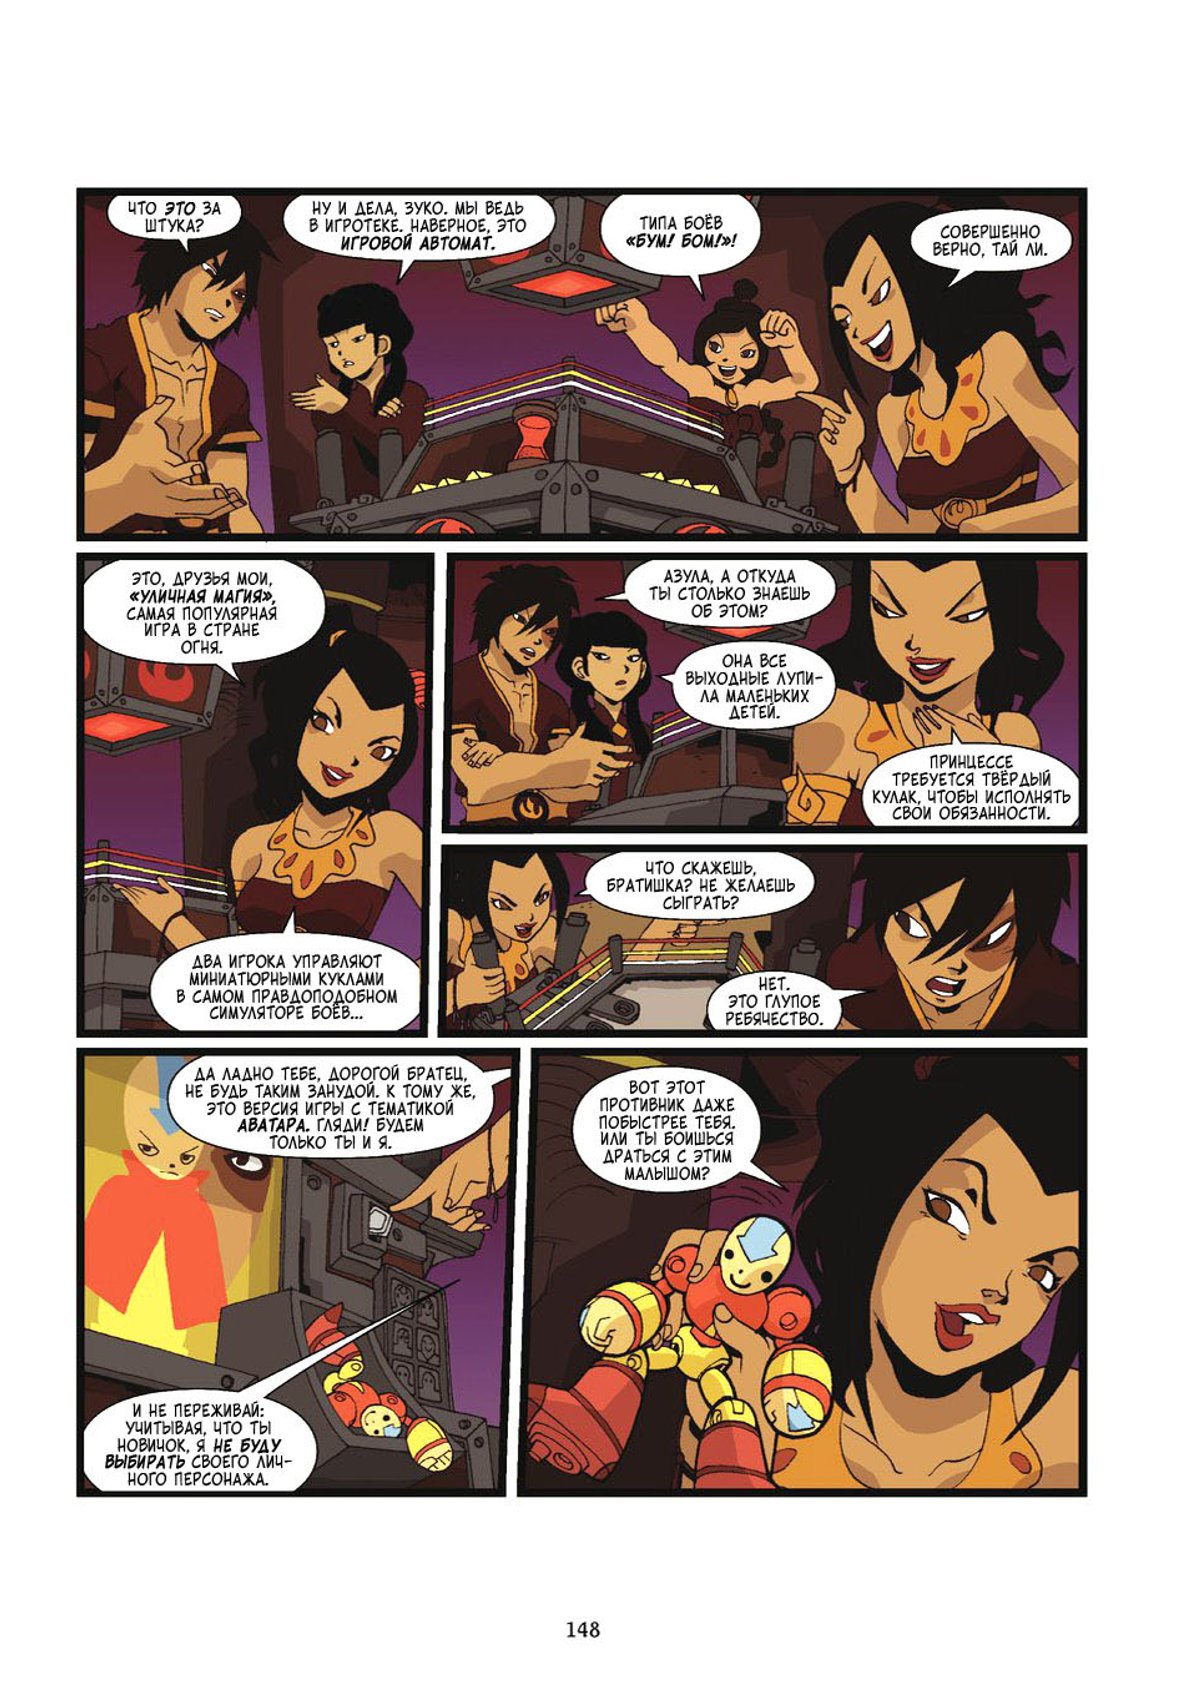 ЧТО ЭТО ЗА
ШТУКА?
НУ И ДЕЛА, ЗУКО. МЫ ВЕДЬ
В ИГРОТЕКЕ. НАВЕРНОЕ, ЭТО
ИГРОВОЙ АВТОМАТ.
ТИПА БОЁВ
«БУМ! БОМ!»!
СОВЕРШЕННО
ВЕРНО, ТАЙ ЛИ.
ЭТО, ДРУЗЬЯ МОИ,
«УЛИЧНАЯ МАГИЯ»,
САМАЯ ПОПУЛЯРНАЯ
ИГРА В СТРАНЕ
ОГНЯ.
ДВА ИГРОКА УПРАВЛЯЮТ
МИНИАТЮРНЫМИ КУКЛАМИ
В САМОМ ПРАВДОПОДОБНОМ
СИМУЛЯТОРЕ БОЁВ...
АЗУЛА, А ОТКУДА
ТЫ СТОЛЬКО ЗНАЕШЬ
ОБ ЭТОМ?
ОНА ВСЕ
ВЫХОДНЫЕ ЛУПИ-
ЛА МАЛЕНЬКИХ
ДЕТЕЙ.
ПРИНЦЕССЕ
ТРЕБУЕТСЯ ТВЁРДЫЙ
КУЛАК, ЧТОБЫ ИСПОЛНЯТЬ
СВОИ ОБЯЗАННОСТИ.
ЧТО СКАЖЕШЬ,
БРАТИШКА? НЕ ЖЕЛАЕШЬ
СЫГРАТЬ?
НЕТ.
ЭТО ГЛУПОЕ
РЕБЯЧЕСТВО.
ДА ЛАДНО ТЕБЕ, ДОРОГОЙ БРАТЕЦ,
НЕ БУДЬ ТАКИМ ЗАНУДОЙ. К ТОМУ ЖЕ,
ЭТО ВЕРСИЯ ИГРЫ С ТЕМАТИКОЙ
АВАТАРА. ГЛЯДИ! БУДЕМ
ТОЛЬКО ТЫ И Я.
И НЕ ПЕРЕЖИВАЙ:
УЧИТЫВАЯ, ЧТО ТЫ
НОВИЧОК, Я НЕ БУДУ
ВЫБИРАТЬ СВОЕГО ЛИЧ-
НОГО ПЕРСОНАЖА.
ВОТ ЭТОТ
ПРОТИВНИК ДАЖЕ
ПОБЫСТРЕЕ ТЕБЯ.
ИЛИ ТЫ БОИШЬСЯ
ДРАТЬСЯ С ЭТИМ
МАЛЫШОМ?
148